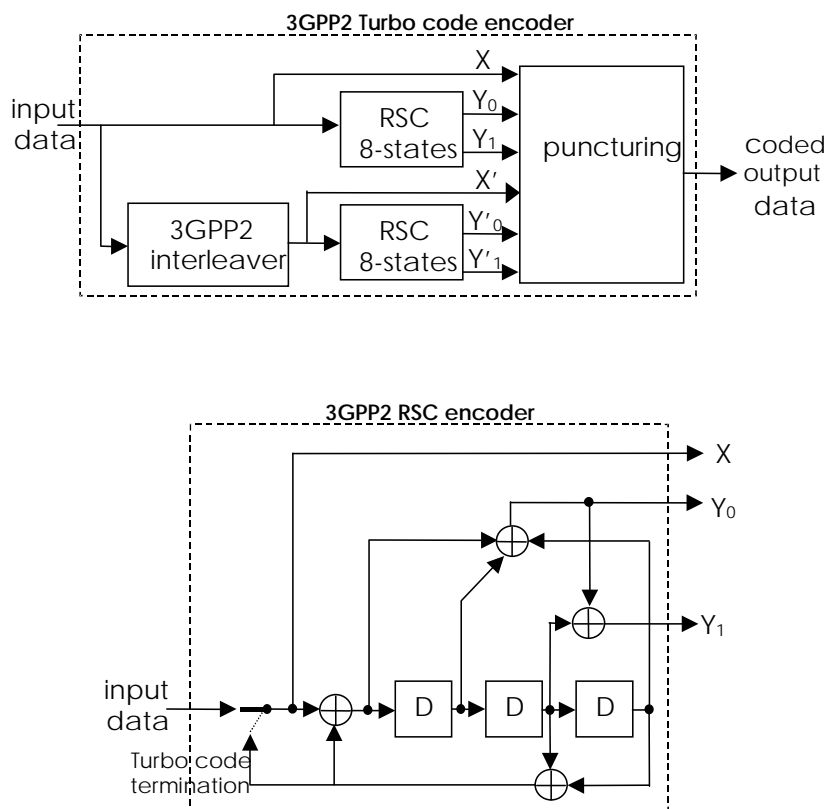 3GPP2 Turbo code encoder
X
input
data
RSC
8-states
Y0
Y1
puncturing
coded
output
data
X'
3GPP2
interleaver
RSC
8-states
Y'0
Y'1
3GPP2 RSC encoder
X
Y0
Y1
input
data
D
D
D
Turbo code
termination